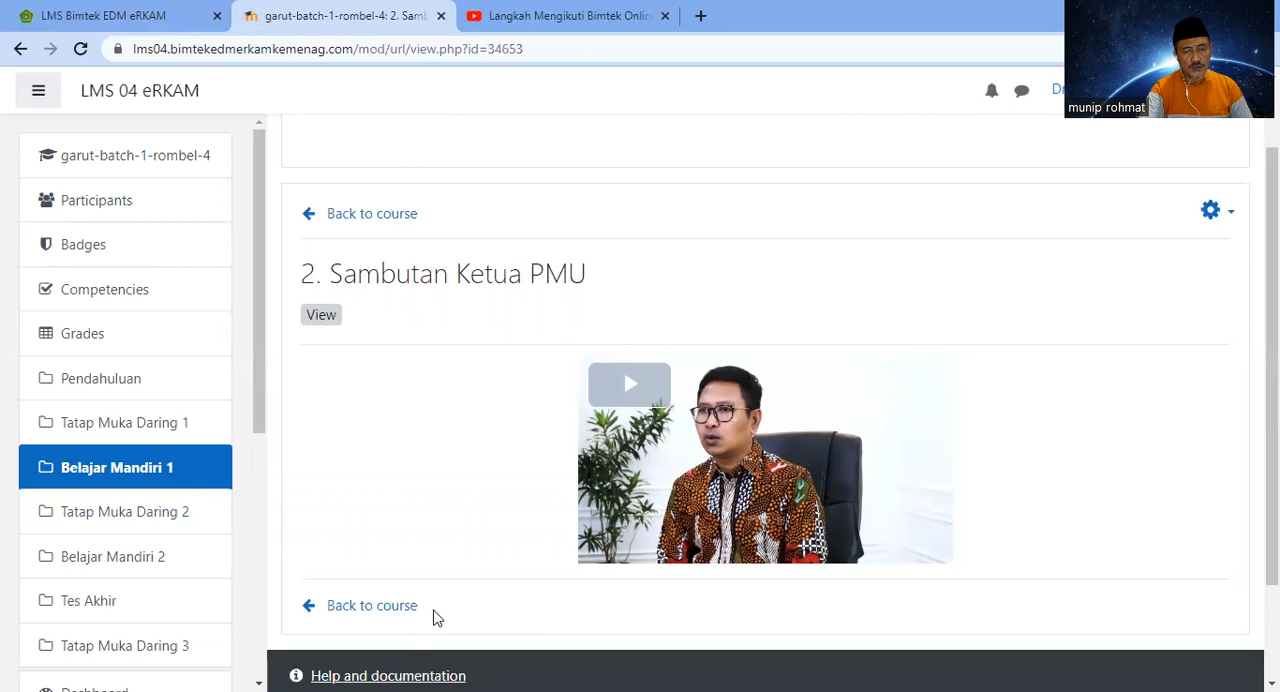 LMS Bimtek EDM eRKAM
garut-batch-1-rombel-4: 2. Samb
Langkah Mengikuti Bimtek Onlin
lms04.bimtekedmerkamkemenag.com/mod/url/view.php?id=34653
munip rohmat
LMS 04 eRKAM
garut-batch-1-rombel-4
Participants
Badges
Competencies
Grades
Pendahuluan
Tatap Muka Daring 1
Belajar Mandiri 1
Tatap Muka Daring 2
Belajar Mandiri 2
Tes Akhir
Tatap Muka Daring 3
Dashboard
Back to course
2. Sambutan Ketua PMU
View
Back to course
Help and documentation